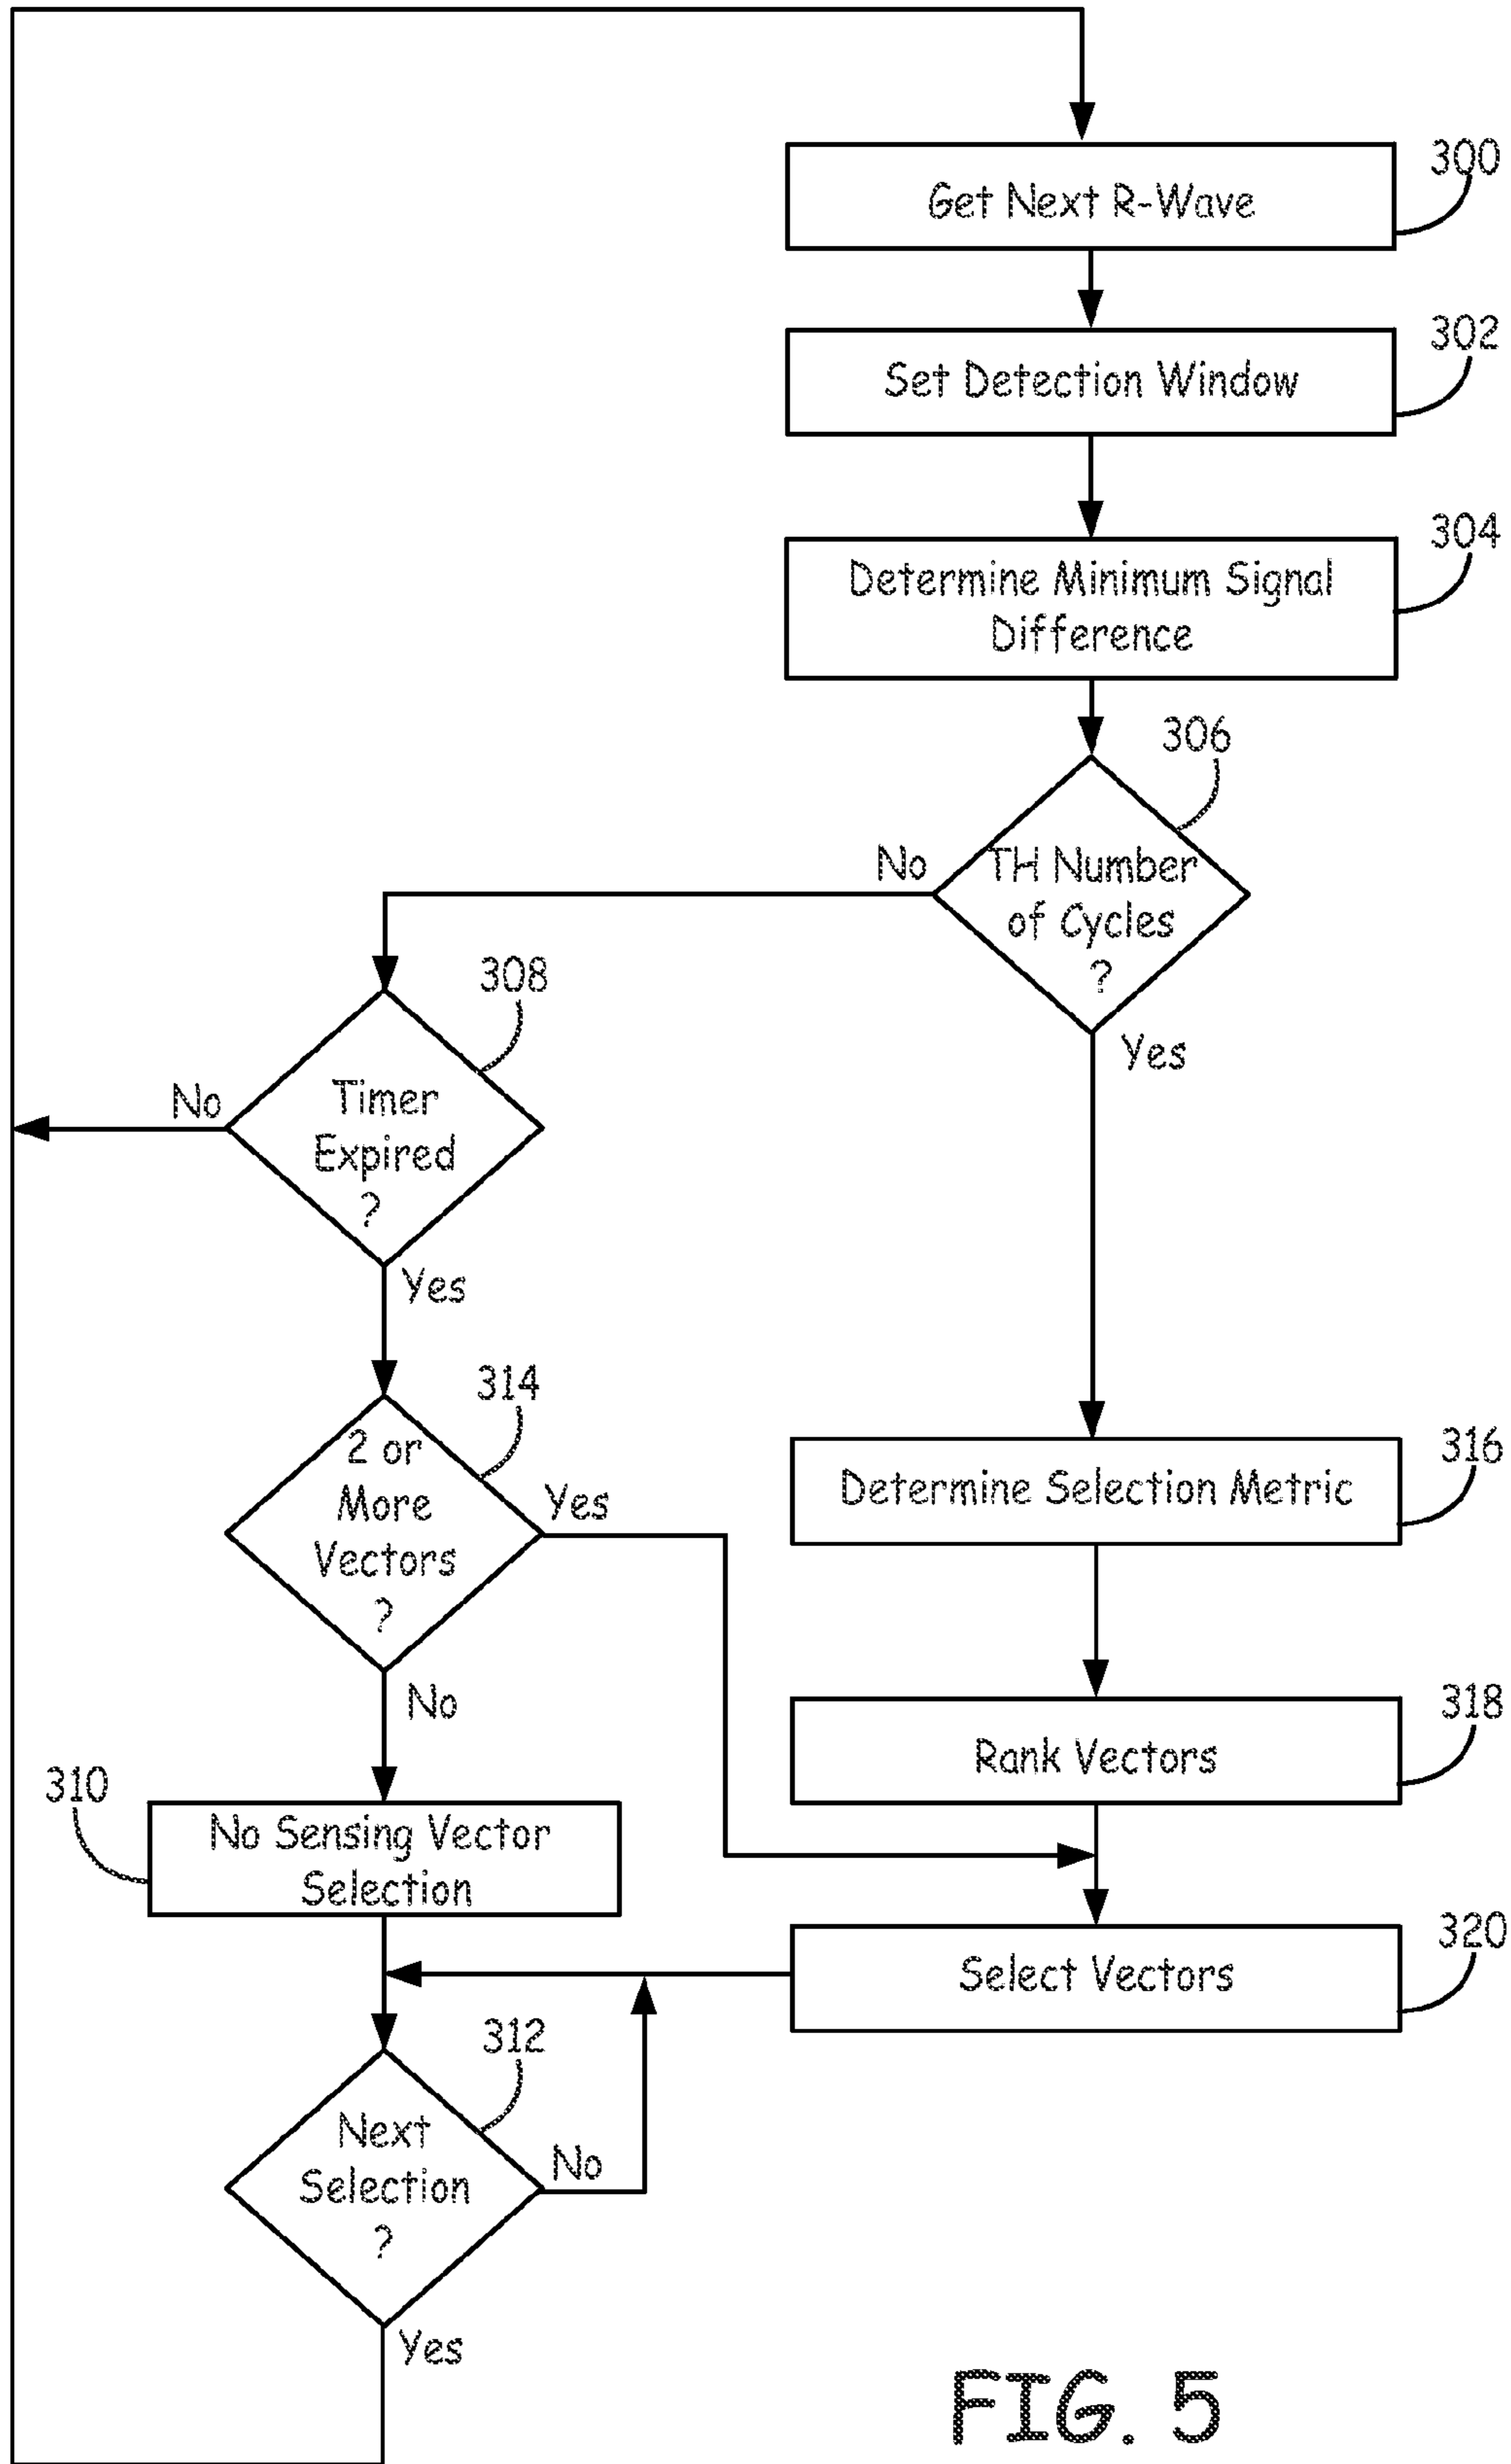 Get Next R-Wave
300
Set Detection Window
302
Determine Minimum Signal
Difference
304
306
TH Number
of Cycles
?
No
Yes
308
Timer
Expired
?
No
Yes
314
2 or
More
Vectors
?
Yes
No
Determine Selection Metric
316
Rank Vectors
318
310
No Sensing Vector
Selection
Select Vectors
320
312
Next
Selection
?
No
Yes
FIG. 5